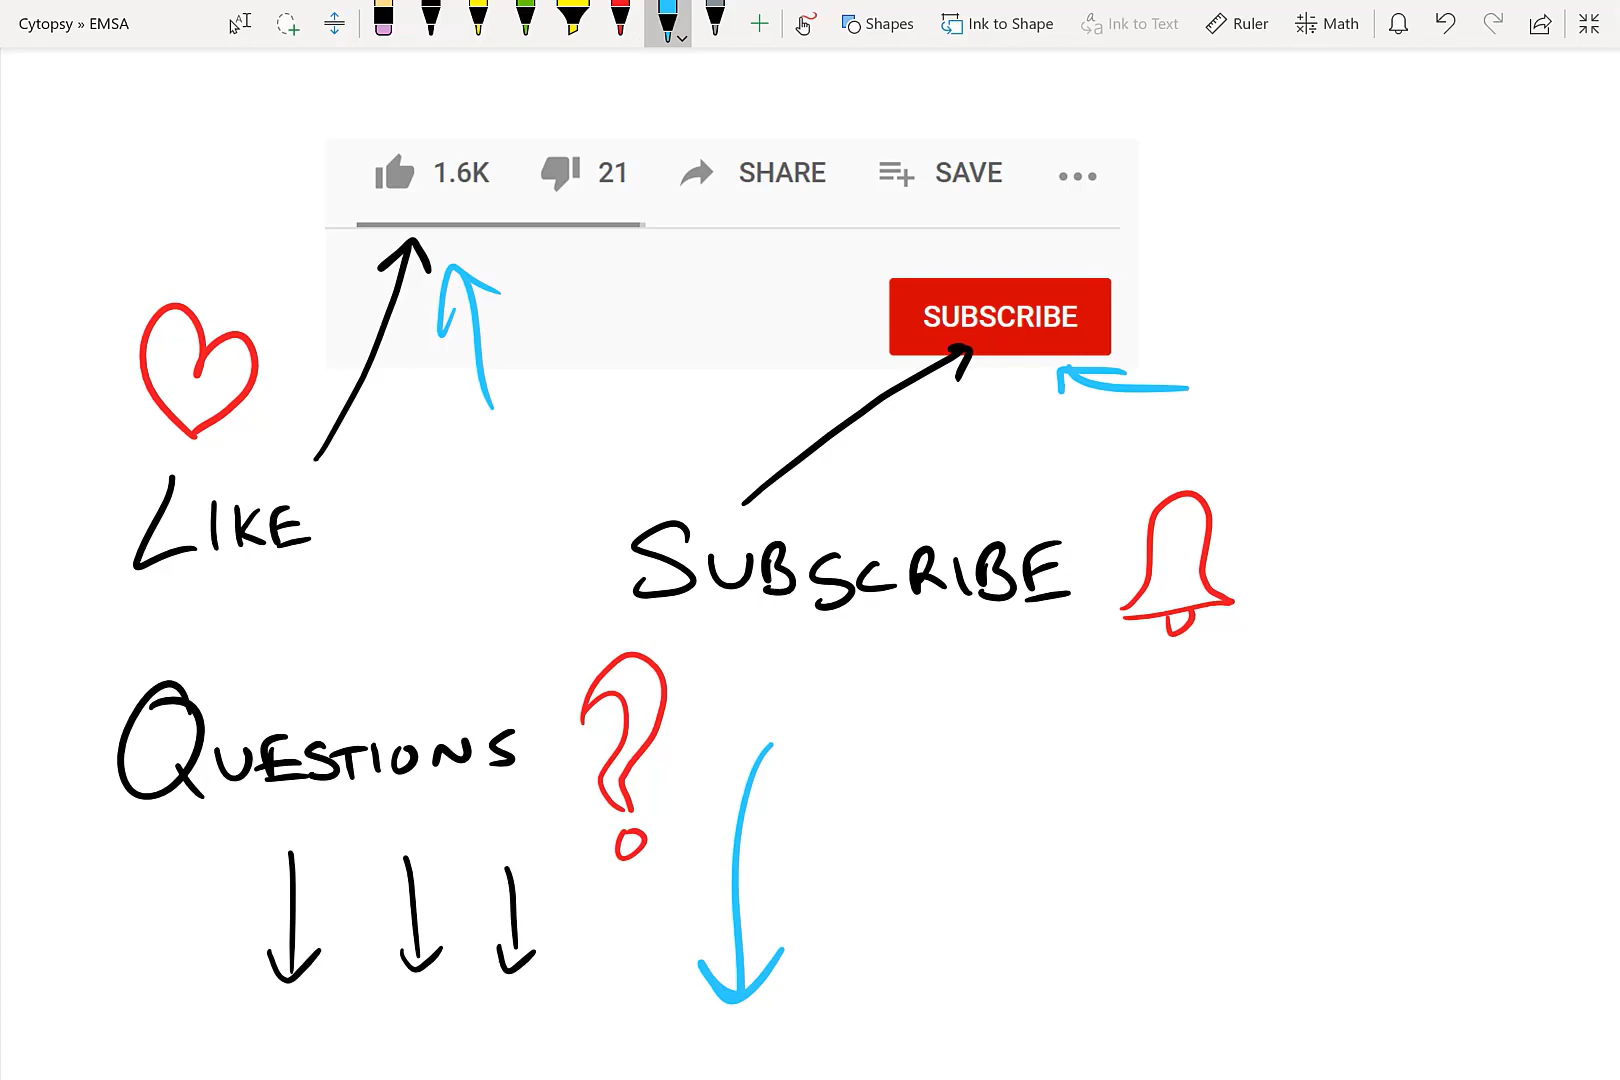 Cytopsy » EMSA Shapes Ink to Shape Ink to Text Ruler Math
1.6K 21 SHARE SAVE
SUBSCRIBE
LIKE
SUBSCRIBE
QUESTIONS ?